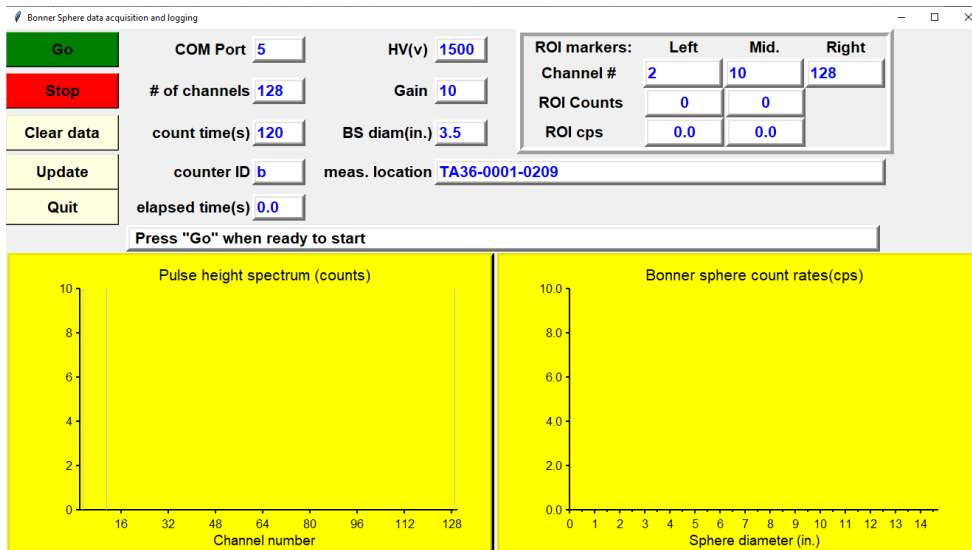 Bonner Sphere data acquisition and logging
Go COM Port 5 HV(v) 1500 ROI markers: Left Mid. Right
Channel # 2 10 128
Stop # of channels 128 Gain 10 ROI Counts 0 0
Clear data count time(s) 120 BS diam(in.) 3.5 ROI cps 0.0 0.0
Update counter ID b meas. location TA36-0001-0209
Quit elapsed time(s) 0.0
Press "Go" when ready to start
Pulse height spectrum (counts)
10
8
6
4
2
0
16 32 48 64 80 96 112 128
Channel number
Bonner sphere count rates(cps)
10.0
8.0
6.0
4.0
2.0
0.0
0 1 2 3 4 5 6 7 8 9 10 11 12 13 14
Sphere diameter (in.)